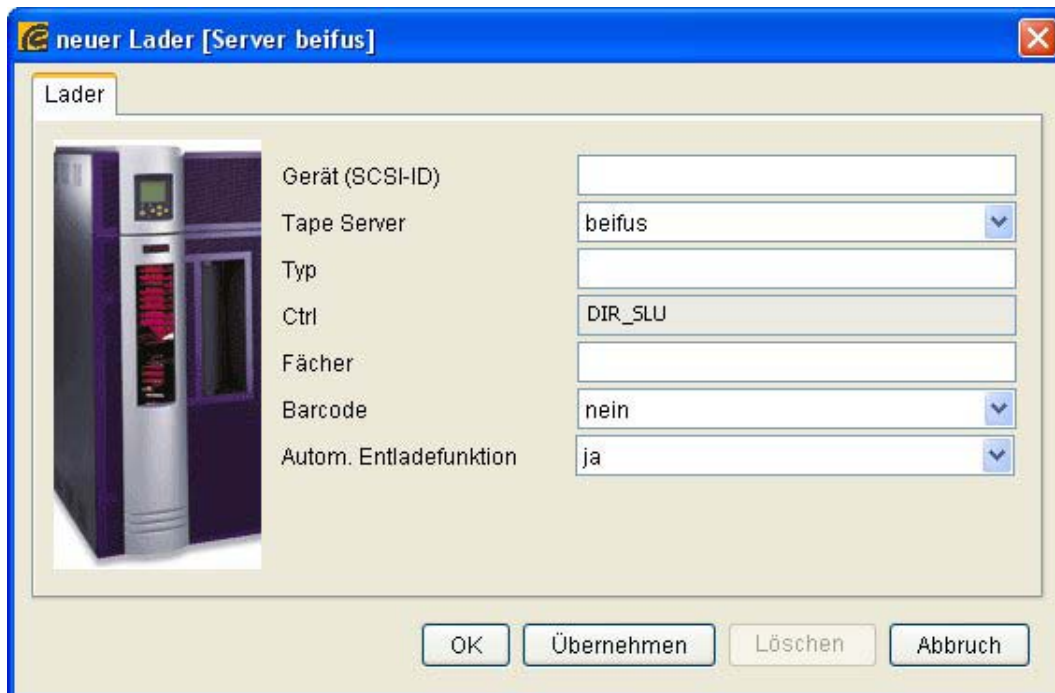 neuer Lader [Server beifus]
Lader
Gerät (SCSI-ID)
Tape Server beifus
Typ
Ctrl DIR_SLU
Fächer
Barcode nein
Autom. Entladefunktion ja
OK Übernehmen Löschen Abbruch